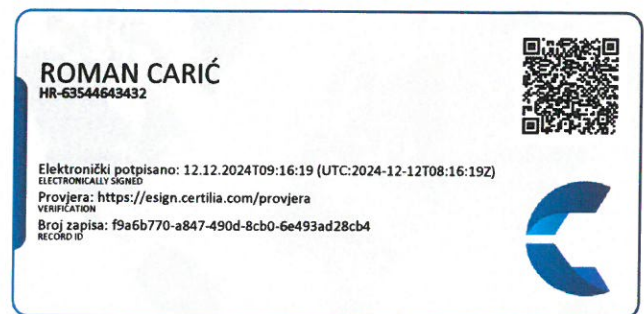 ROMAN CARIĆ
HR-63544643432
Elektronički potpisano: 12.12.2024T09:16:19 (UTC:2024-12-12T08:16:19Z)
ELECTRONICALLY SIGNED
Provjera: https://esign.certilia.com/provjera
VERIFICATION
Broj zapisa: f9a6b770-a847-490d-8cb0-6e493ad28cb4
RECORD ID